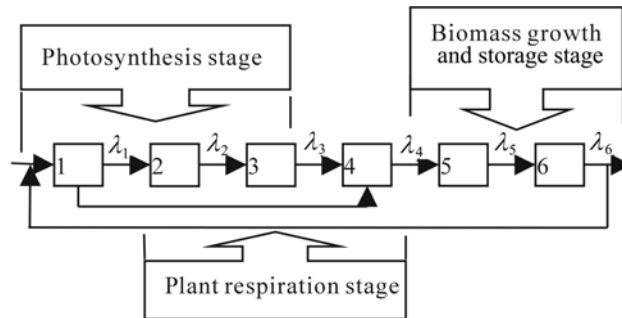 Photosynthesis stage
Biomass growth
and storage stage
1 λ₁ 2 λ₂ 3 λ₃ 4 λ₄ 5 λ₅ 6 λ₆
Plant respiration stage